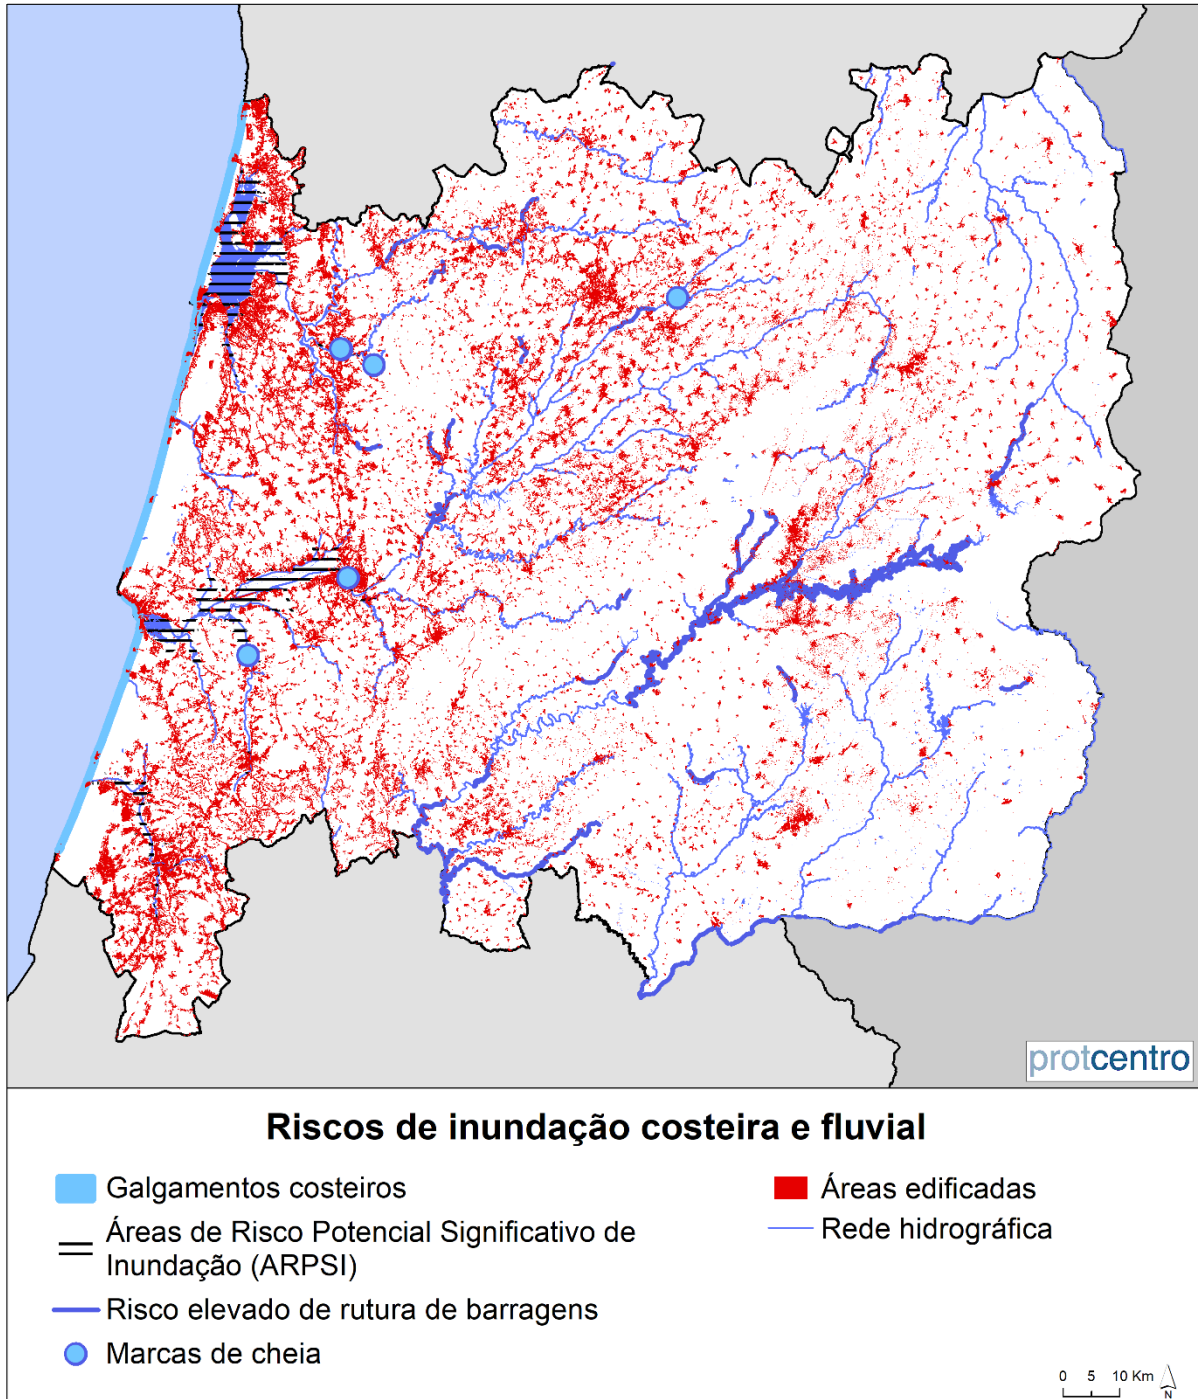 protcentro
Riscos de inundação costeira e fluvial
Galgamentos costeiros
Áreas de Risco Potencial Significativo de
Inundação (ARPSI)
Risco elevado de rutura de barragens
Marcas de cheia
Áreas edificadas
Rede hidrográfica
0 5 10 Km
N